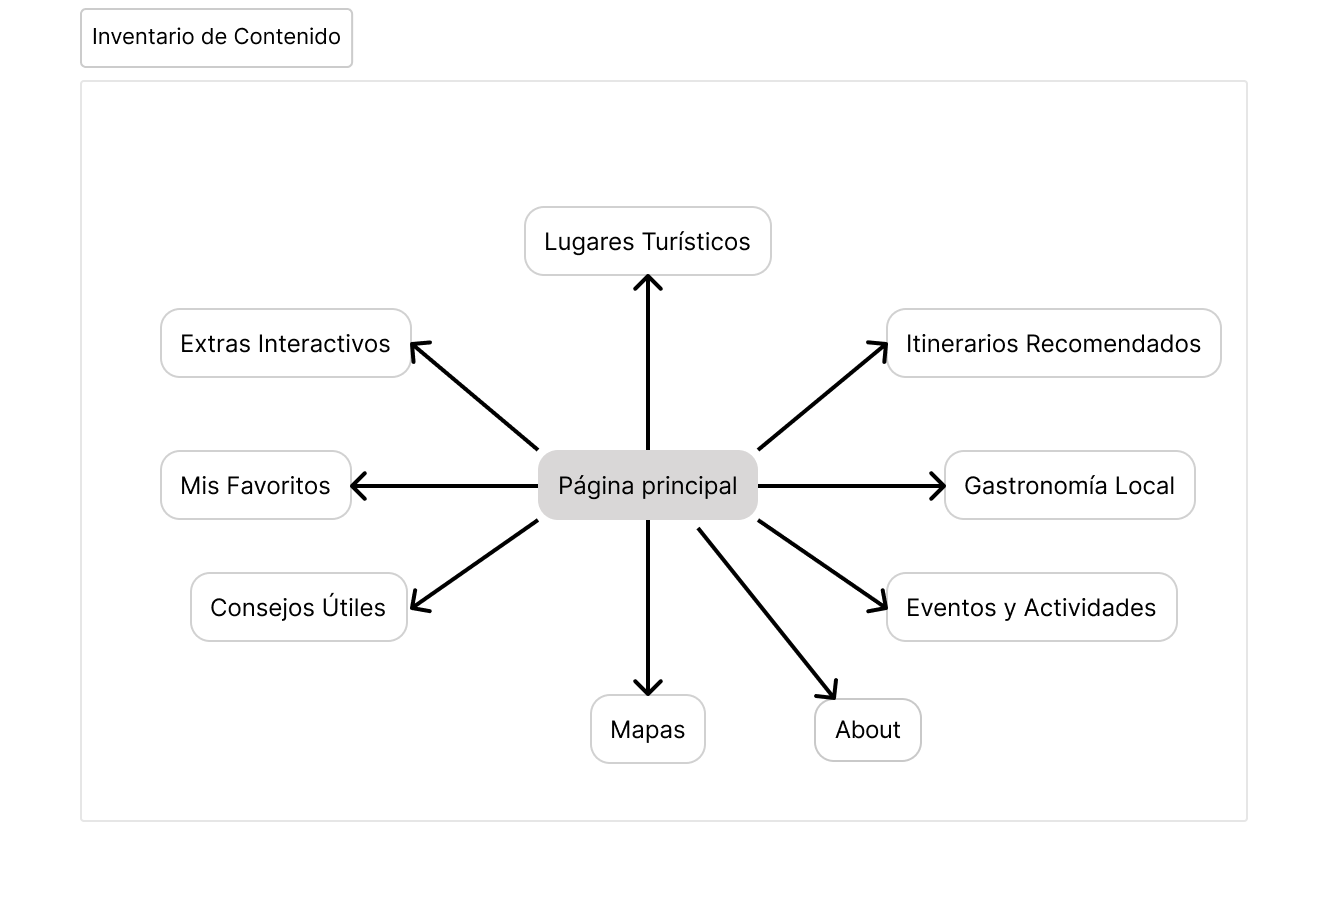 Inventario de Contenido
Lugares Turísticos
Extras Interactivos
Itinerarios Recomendados
Mis Favoritos
Página principal
Gastronomía Local
Consejos Útiles
Eventos y Actividades
Mapas
About